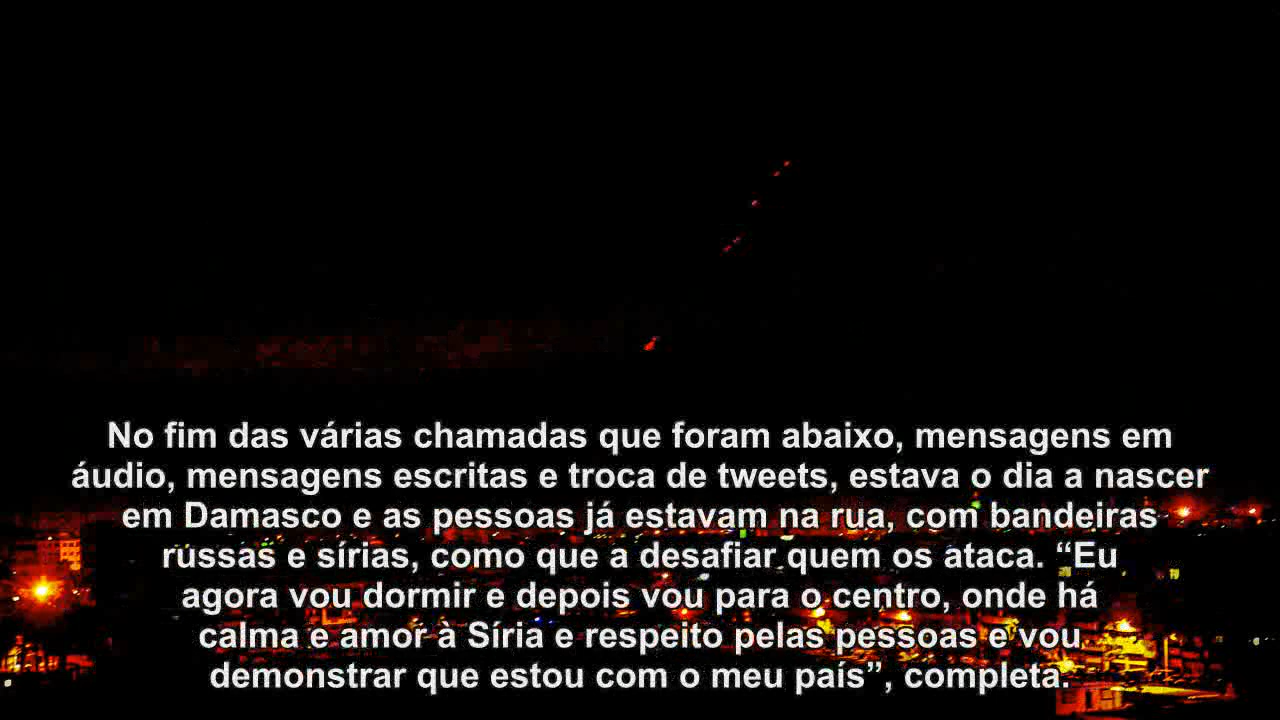 No fim das várias chamadas que foram abaixo, mensagens em
áudio, mensagens escritas e troca de tweets, estava o dia a nascer
em Damasco e as pessoas já estavam na rua, com bandeiras
russas e sírias, como que a desafiar quem os ataca. “Eu
agora vou dormir e depois vou para o centro, onde há
calma e amor à Síria e respeito pelas pessoas e vou
demonstrar que estou com o meu país”, completa.